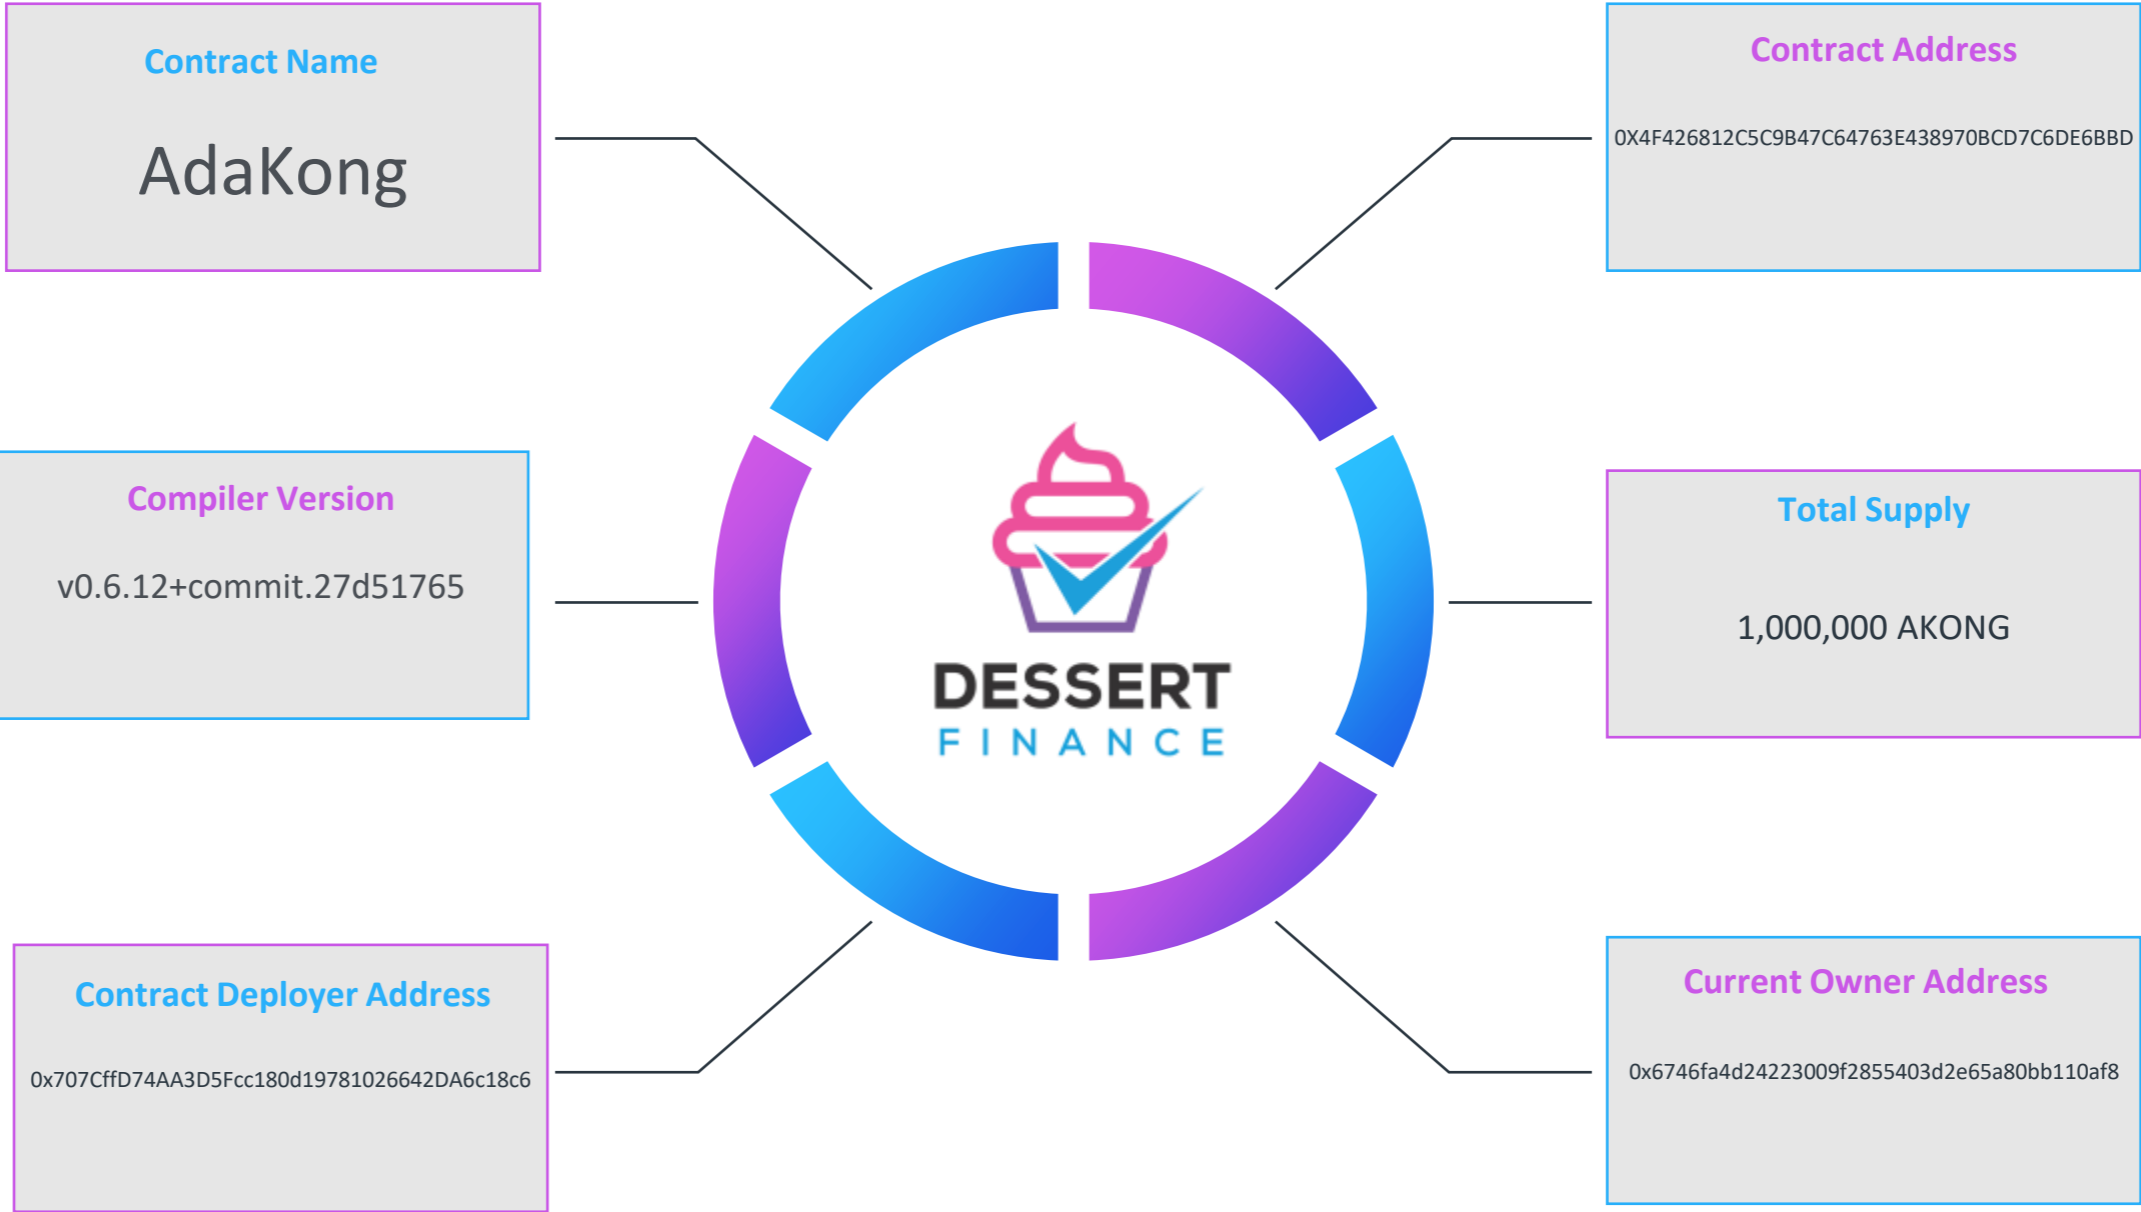 Contract Name
AdaKong
Contract Address
0X4F426812C5C9B47C64763E438970BCD7C6DE6BBD
Compiler Version
v0.6.12+commit.27d51765
DESSERT
FINANCE
Total Supply
1,000,000 AKONG
Contract Deployer Address
0x707CffD74AA3D5Fcc180d19781026642DA6c18c6
Current Owner Address
0x6746fa4d24223009f2855403d2e65a80bb110af8